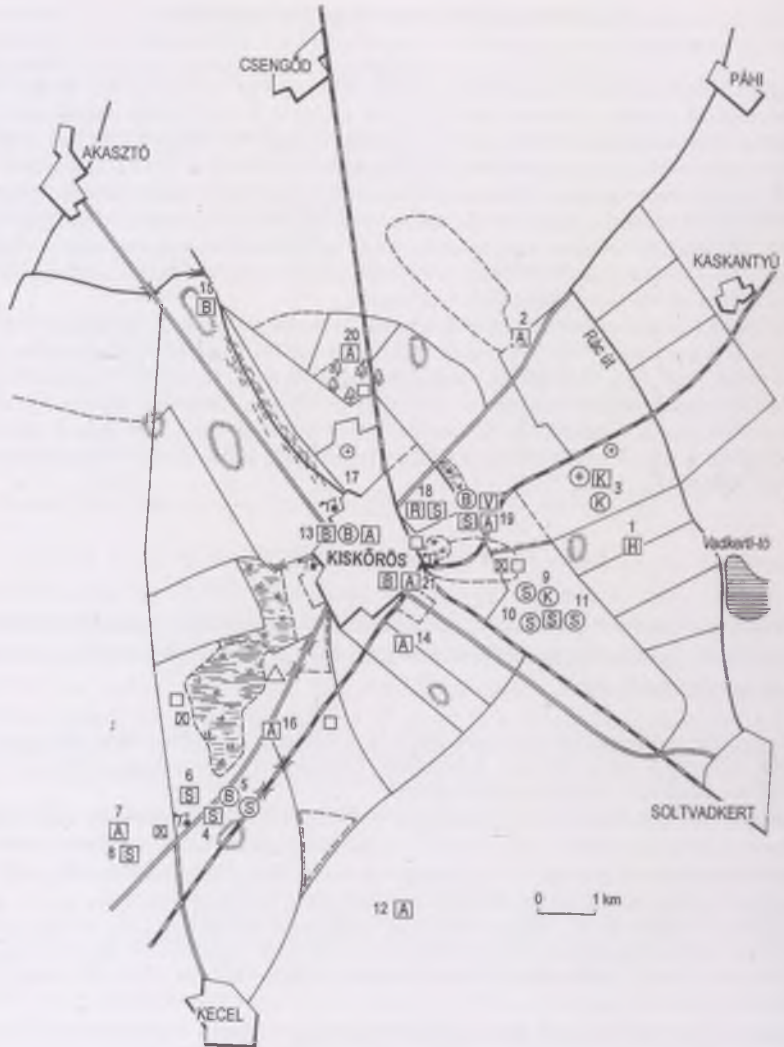 CSENGŐD
PÁHI
AKASZTÓ
KASKANTYÚ
15
B
2
A
20
A
Rác út
17
18
R S
B V
S A 19
K 3
K
1
H
Vadkerti-tó
13 B B A
KISKŐRÖS
S A 21
9
S K
10
11
S S S
14
A
A 16
6
S
5
B
S
7
A
4
S
8 S
SOLTVADKERT
12 A
0 1 km
KECEL